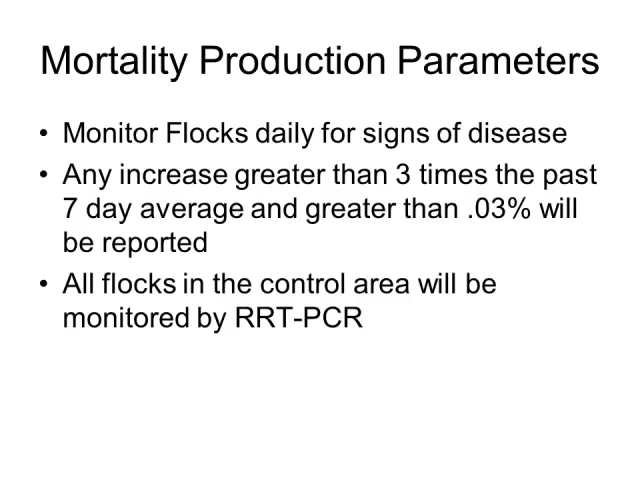 Mortality Production Parameters
• Monitor Flocks daily for signs of disease
• Any increase greater than 3 times the past
7 day average and greater than .03% will
be reported
• All flocks in the control area will be
monitored by RRT-PCR